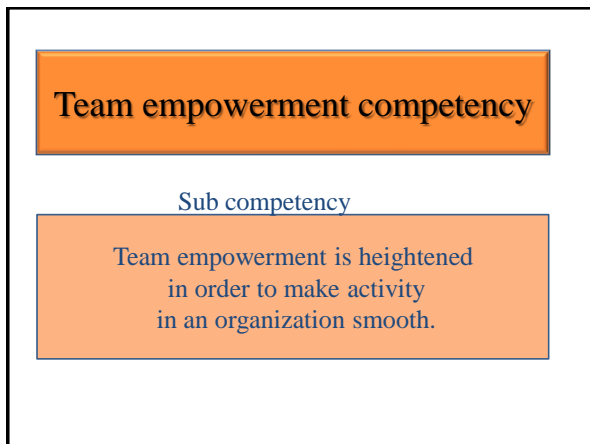 Team empowerment competency
Sub competency
Team empowerment is heightened
in order to make activity
in an organization smooth.